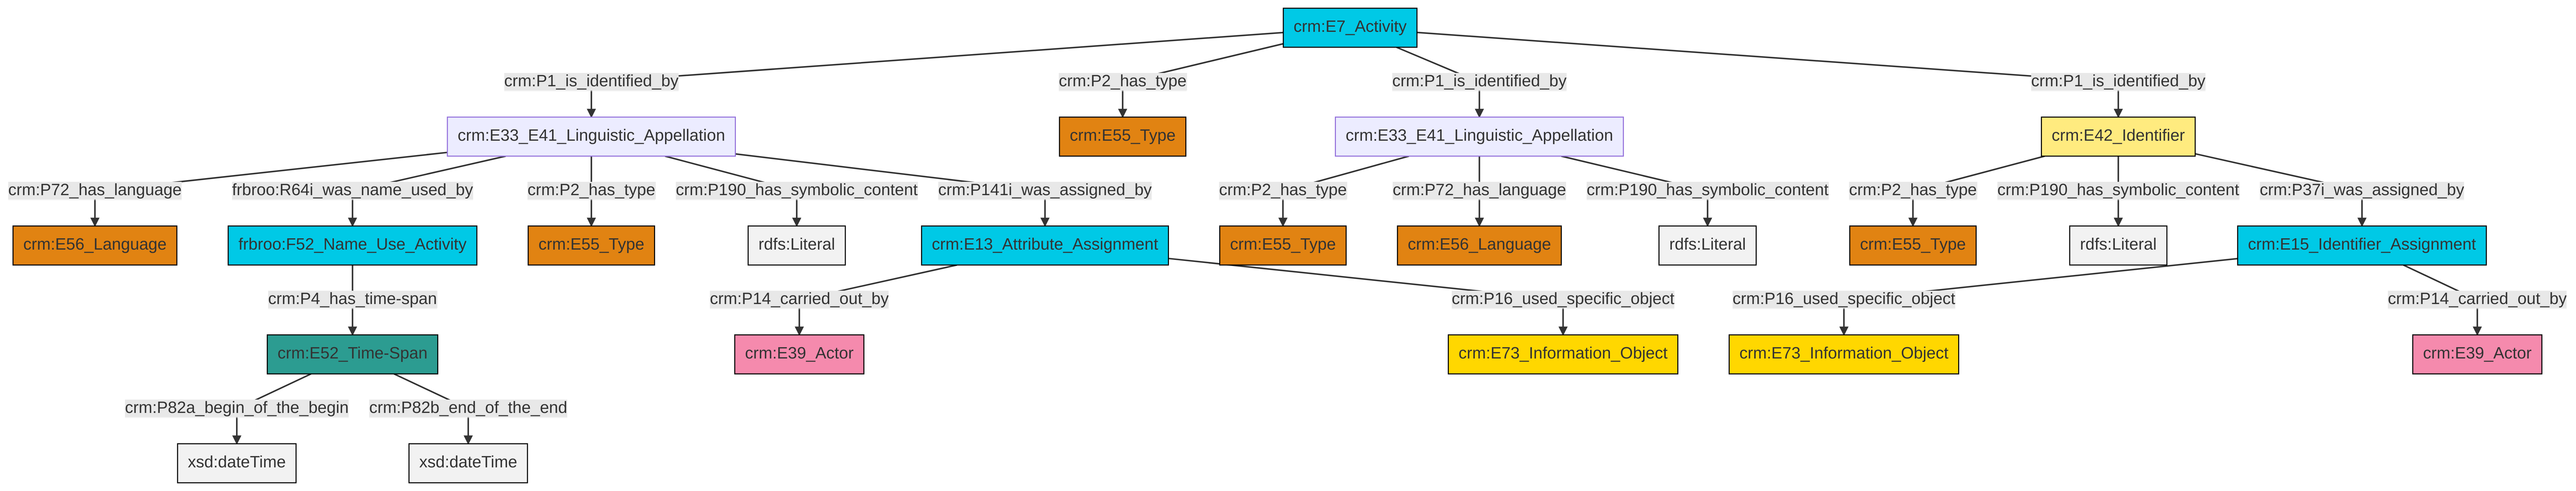 crm:E7_Activity
crm:P1_is_identified_by
crm:P2_has_type
crm:P1_is_identified_by
crm:P1_is_identified_by
crm:E33_E41_Linguistic_Appellation
crm:E55_Type
crm:E33_E41_Linguistic_Appellation
crm:E42_Identifier
crm:P72_has_language
frbroo:R64i_was_name_used_by
crm:P2_has_type
crm:P190_has_symbolic_content
crm:P141i_was_assigned_by
crm:P2_has_type
crm:P72_has_language
crm:P190_has_symbolic_content
crm:P2_has_type
crm:P190_has_symbolic_content
crm:P37i_was_assigned_by
crm:E56_Language
frbroo:F52_Name_Use_Activity
crm:E55_Type
rdfs:Literal
crm:E13_Attribute_Assignment
crm:E55_Type
crm:E56_Language
rdfs:Literal
crm:E55_Type
rdfs:Literal
crm:E15_Identifier_Assignment
crm:P4_has_time-span
crm:P14_carried_out_by
crm:P16_used_specific_object
crm:P16_used_specific_object
crm:P14_carried_out_by
crm:E52_Time-Span
crm:E39_Actor
crm:E73_Information_Object
crm:E73_Information_Object
crm:E39_Actor
crm:P82a_begin_of_the_begin
crm:P82b_end_of_the_end
xsd:dateTime
xsd:dateTime